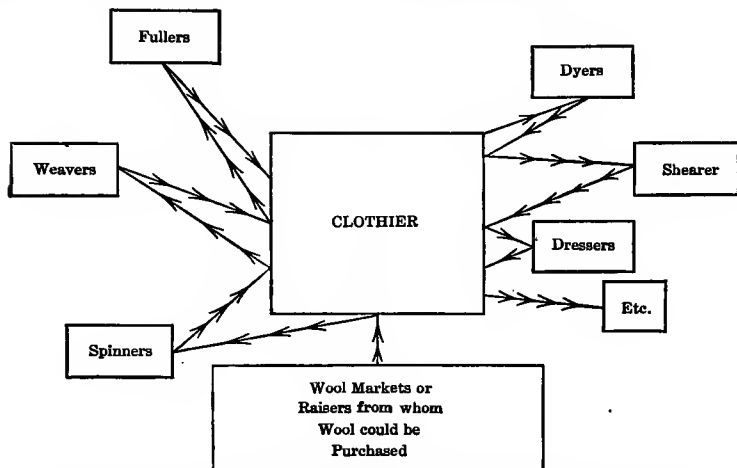 Fullers
Dyers
Weavers
Shearer
CLOTHIER
Dressers
Etc.
Spinners
Wool Markets or
Raisers from whom
Wool could be
Purchased